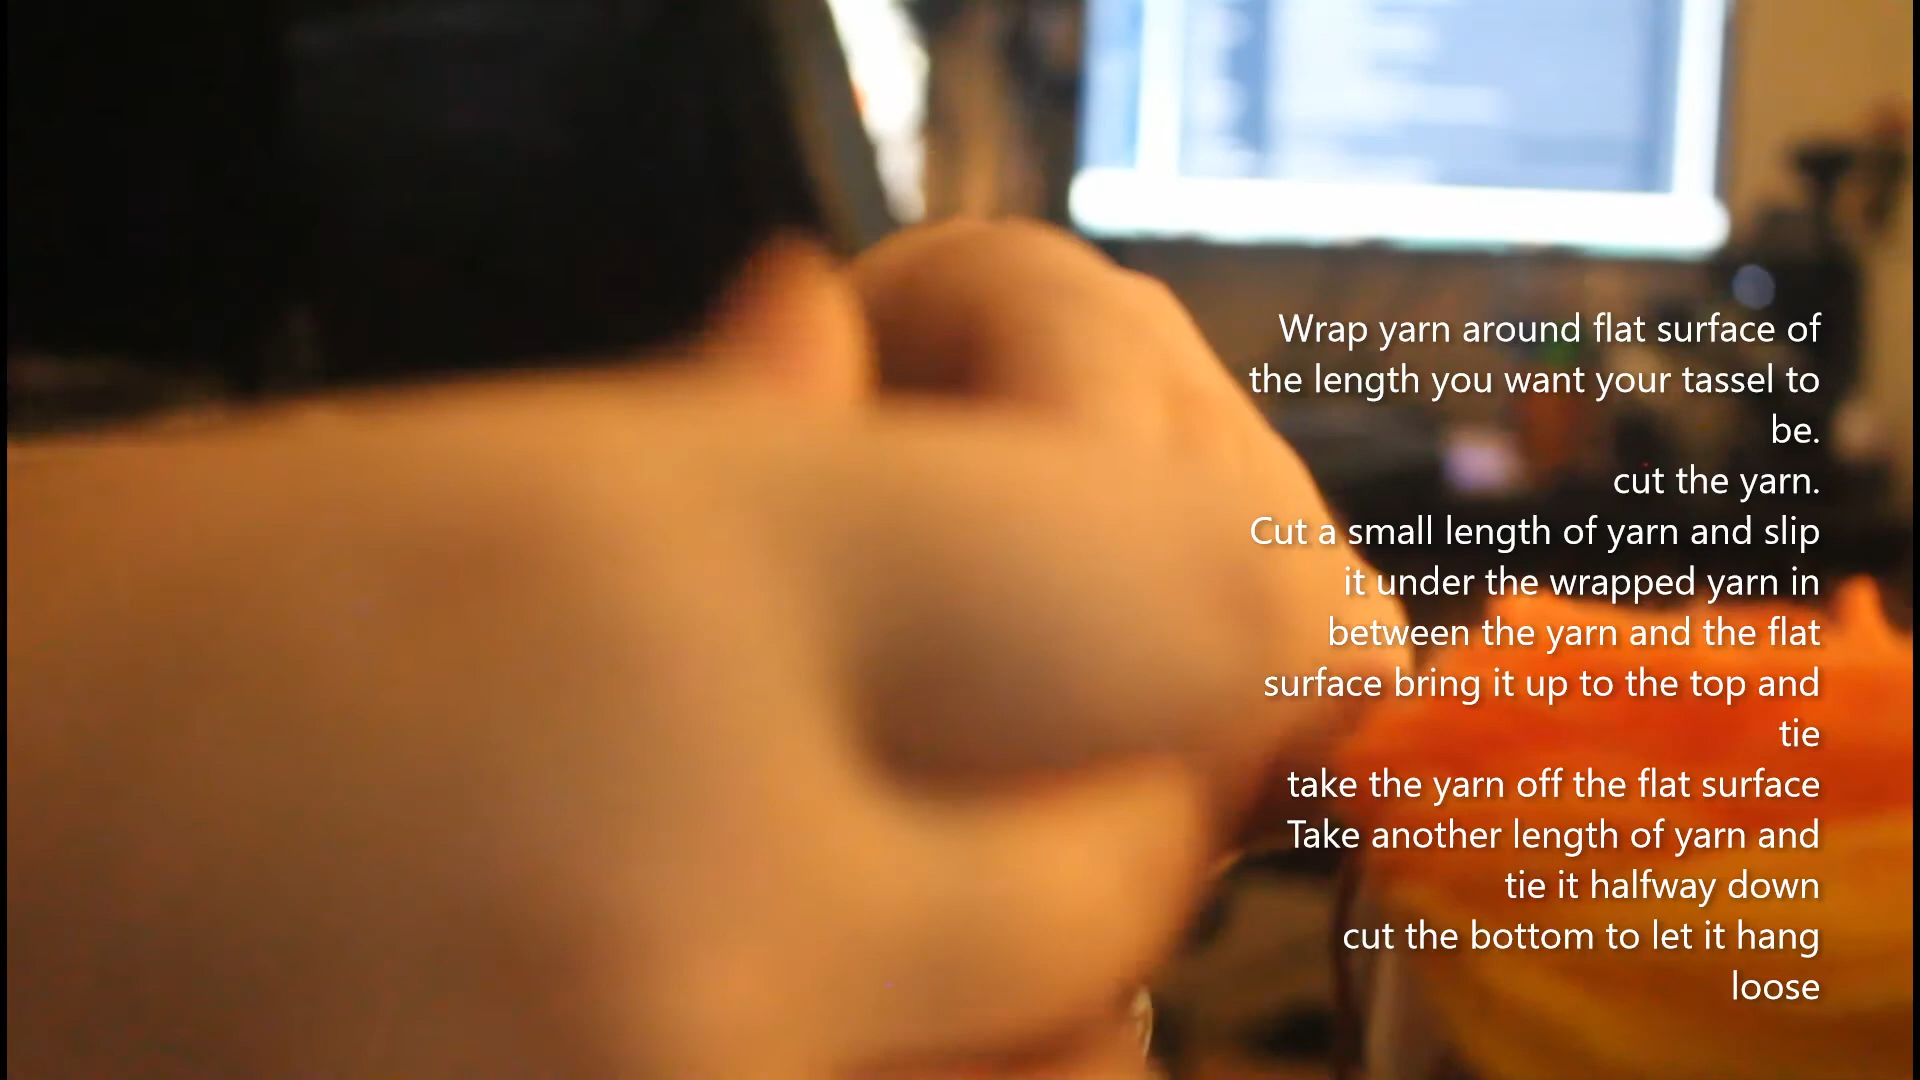 Wrap yarn around flat surface of
the length you want your tassel to
be.
cut the yarn.
Cut a small length of yarn and slip
it under the wrapped yarn in
between the yarn and the flat
surface bring it up to the top and
tie
take the yarn off the flat surface
Take another length of yarn and
tie it halfway down
cut the bottom to let it hang
loose